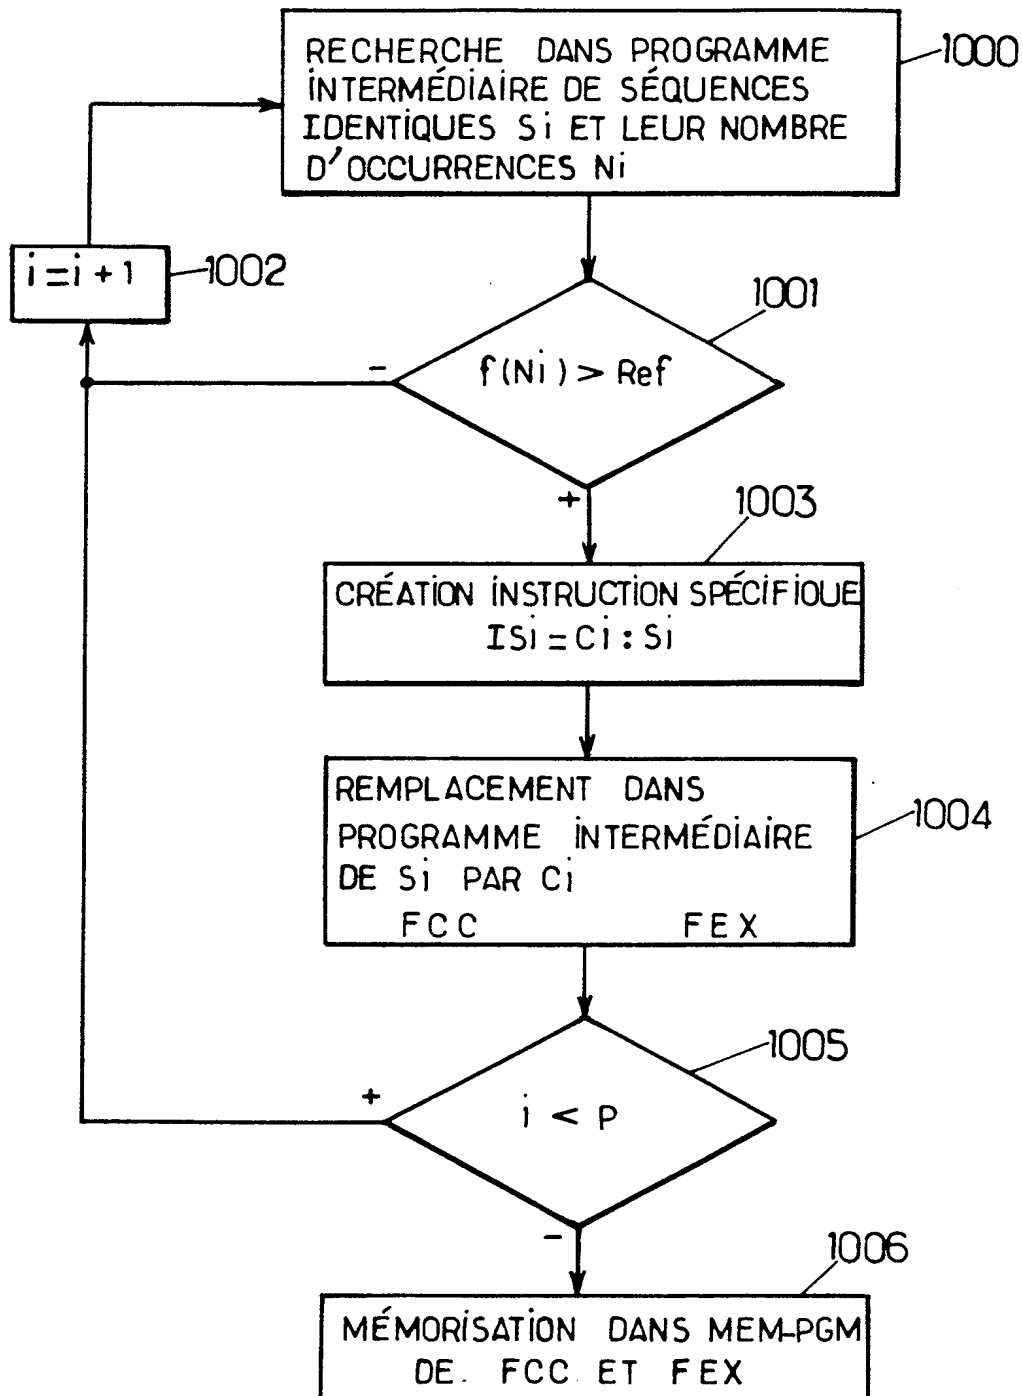 RECHERCHE DANS PROGRAMME
INTERMÉDIAIRE DE SÉQUENCES
IDENTIQUES Si ET LEUR NOMBRE
D'OCCURRENCES Ni
1000
i = i + 1
1002
1001
f(Ni) > Ref
-
+
1003
CRÉATION INSTRUCTION SPÉCIFIQUE
ISi = Ci : Si
REMPLACEMENT DANS
PROGRAMME INTERMÉDIAIRE
DE Si PAR Ci
FCC FEX
1004
1005
+
i < P
-
1006
MÉMORISATION DANS MEM-PGM
DE. FCC ET FEX